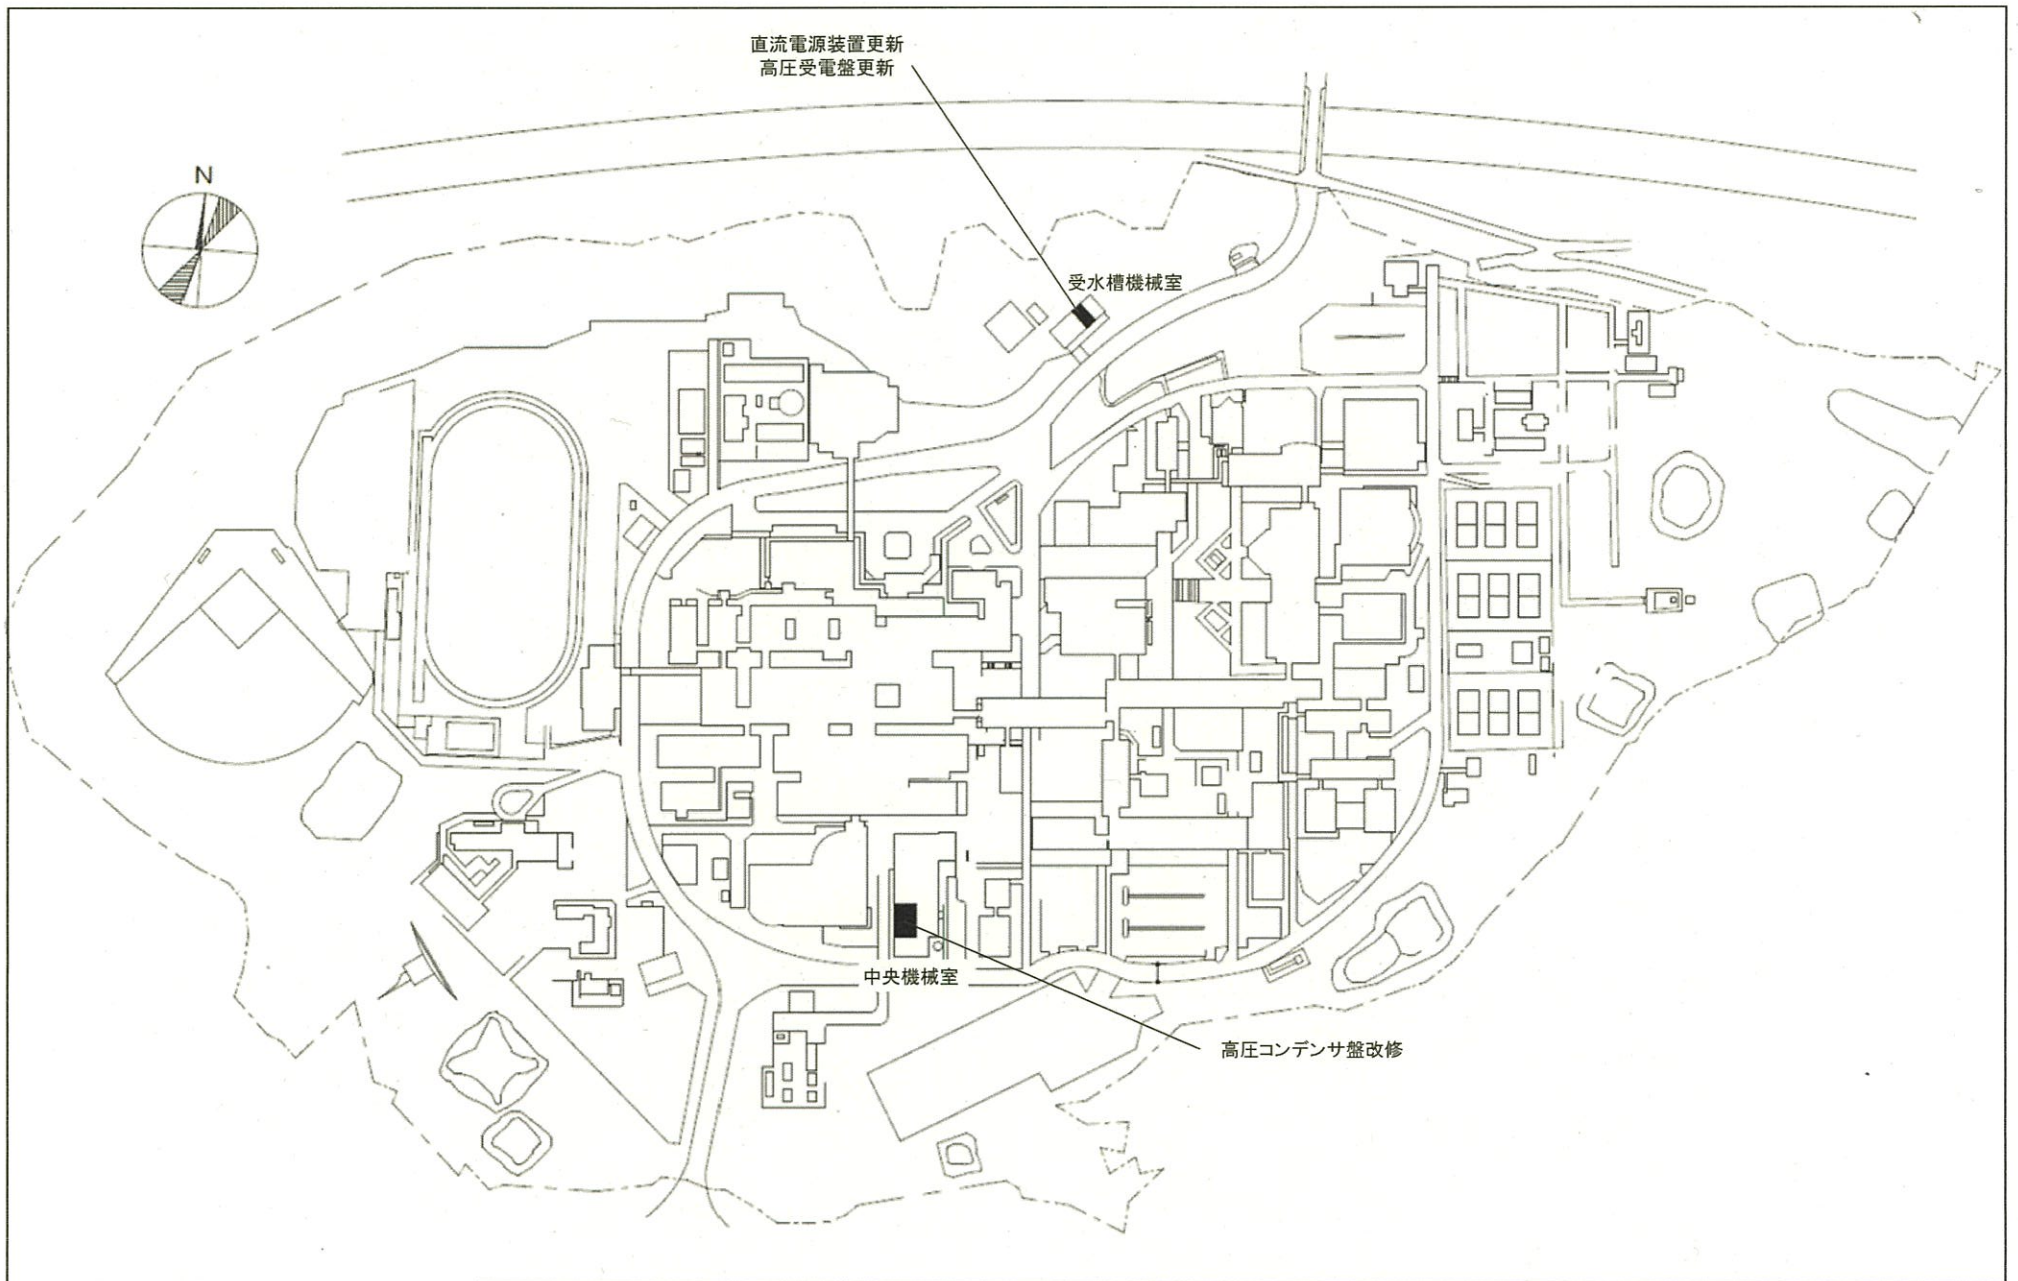 直流電源装置更新
高圧受電盤更新
N
受水槽機械室
中央機械室
高圧コンデンサ盤改修